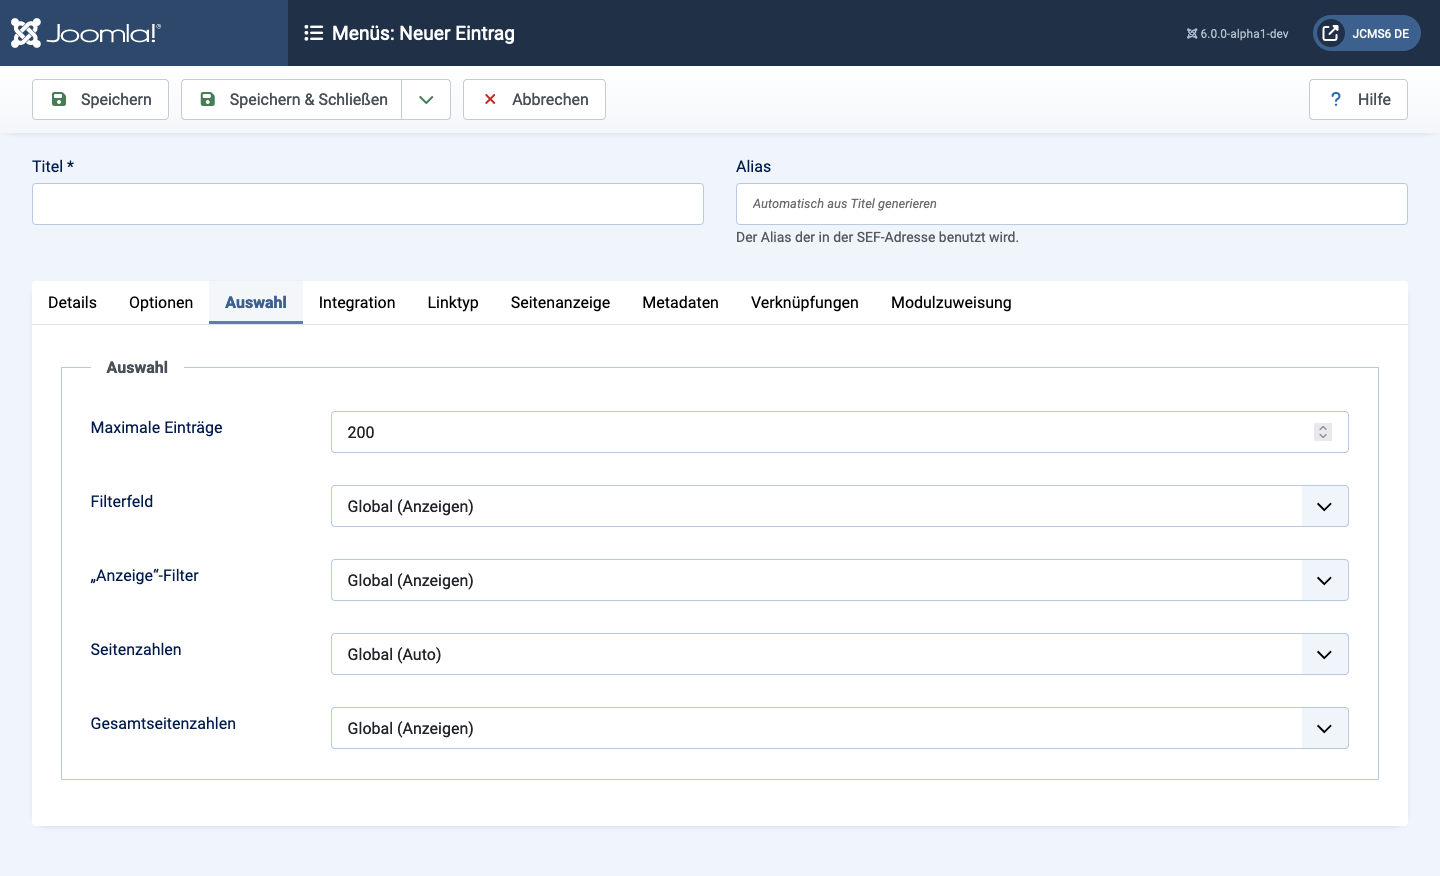 Joomla!®
Menüs: Neuer Eintrag
6.0.0-alpha1-dev
JCMS6 DE
Speichern
Speichern & Schließen
Abbrechen
? Hilfe
Titel *
Alias
Automatisch aus Titel generieren
Der Alias der in der SEF-Adresse benutzt wird.
Details Optionen Auswahl Integration Linktyp Seitenanzeige Metadaten Verknüpfungen Modulzuweisung
Auswahl
Maximale Einträge
200
Filterfeld
Global (Anzeigen)
„Anzeige“-Filter
Global (Anzeigen)
Seitenzahlen
Global (Auto)
Gesamtseitenzahlen
Global (Anzeigen)